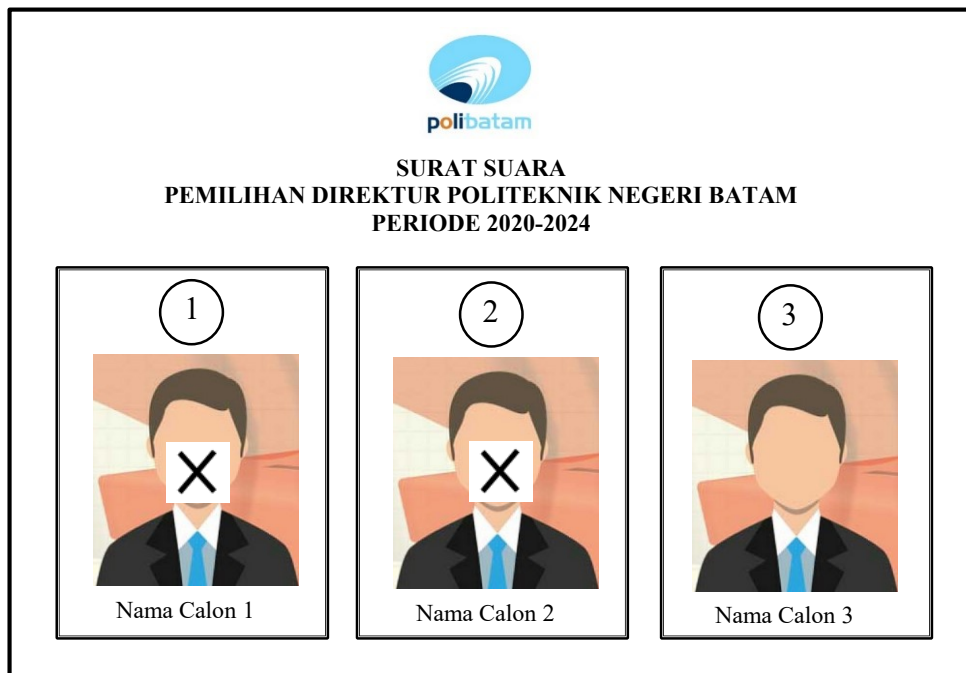 polibatam
SURAT SUARA
PEMILIHAN DIREKTUR POLITEKNIK NEGERI BATAM
PERIODE 2020-2024
1
2
3
Nama Calon 1
Nama Calon 2
Nama Calon 3